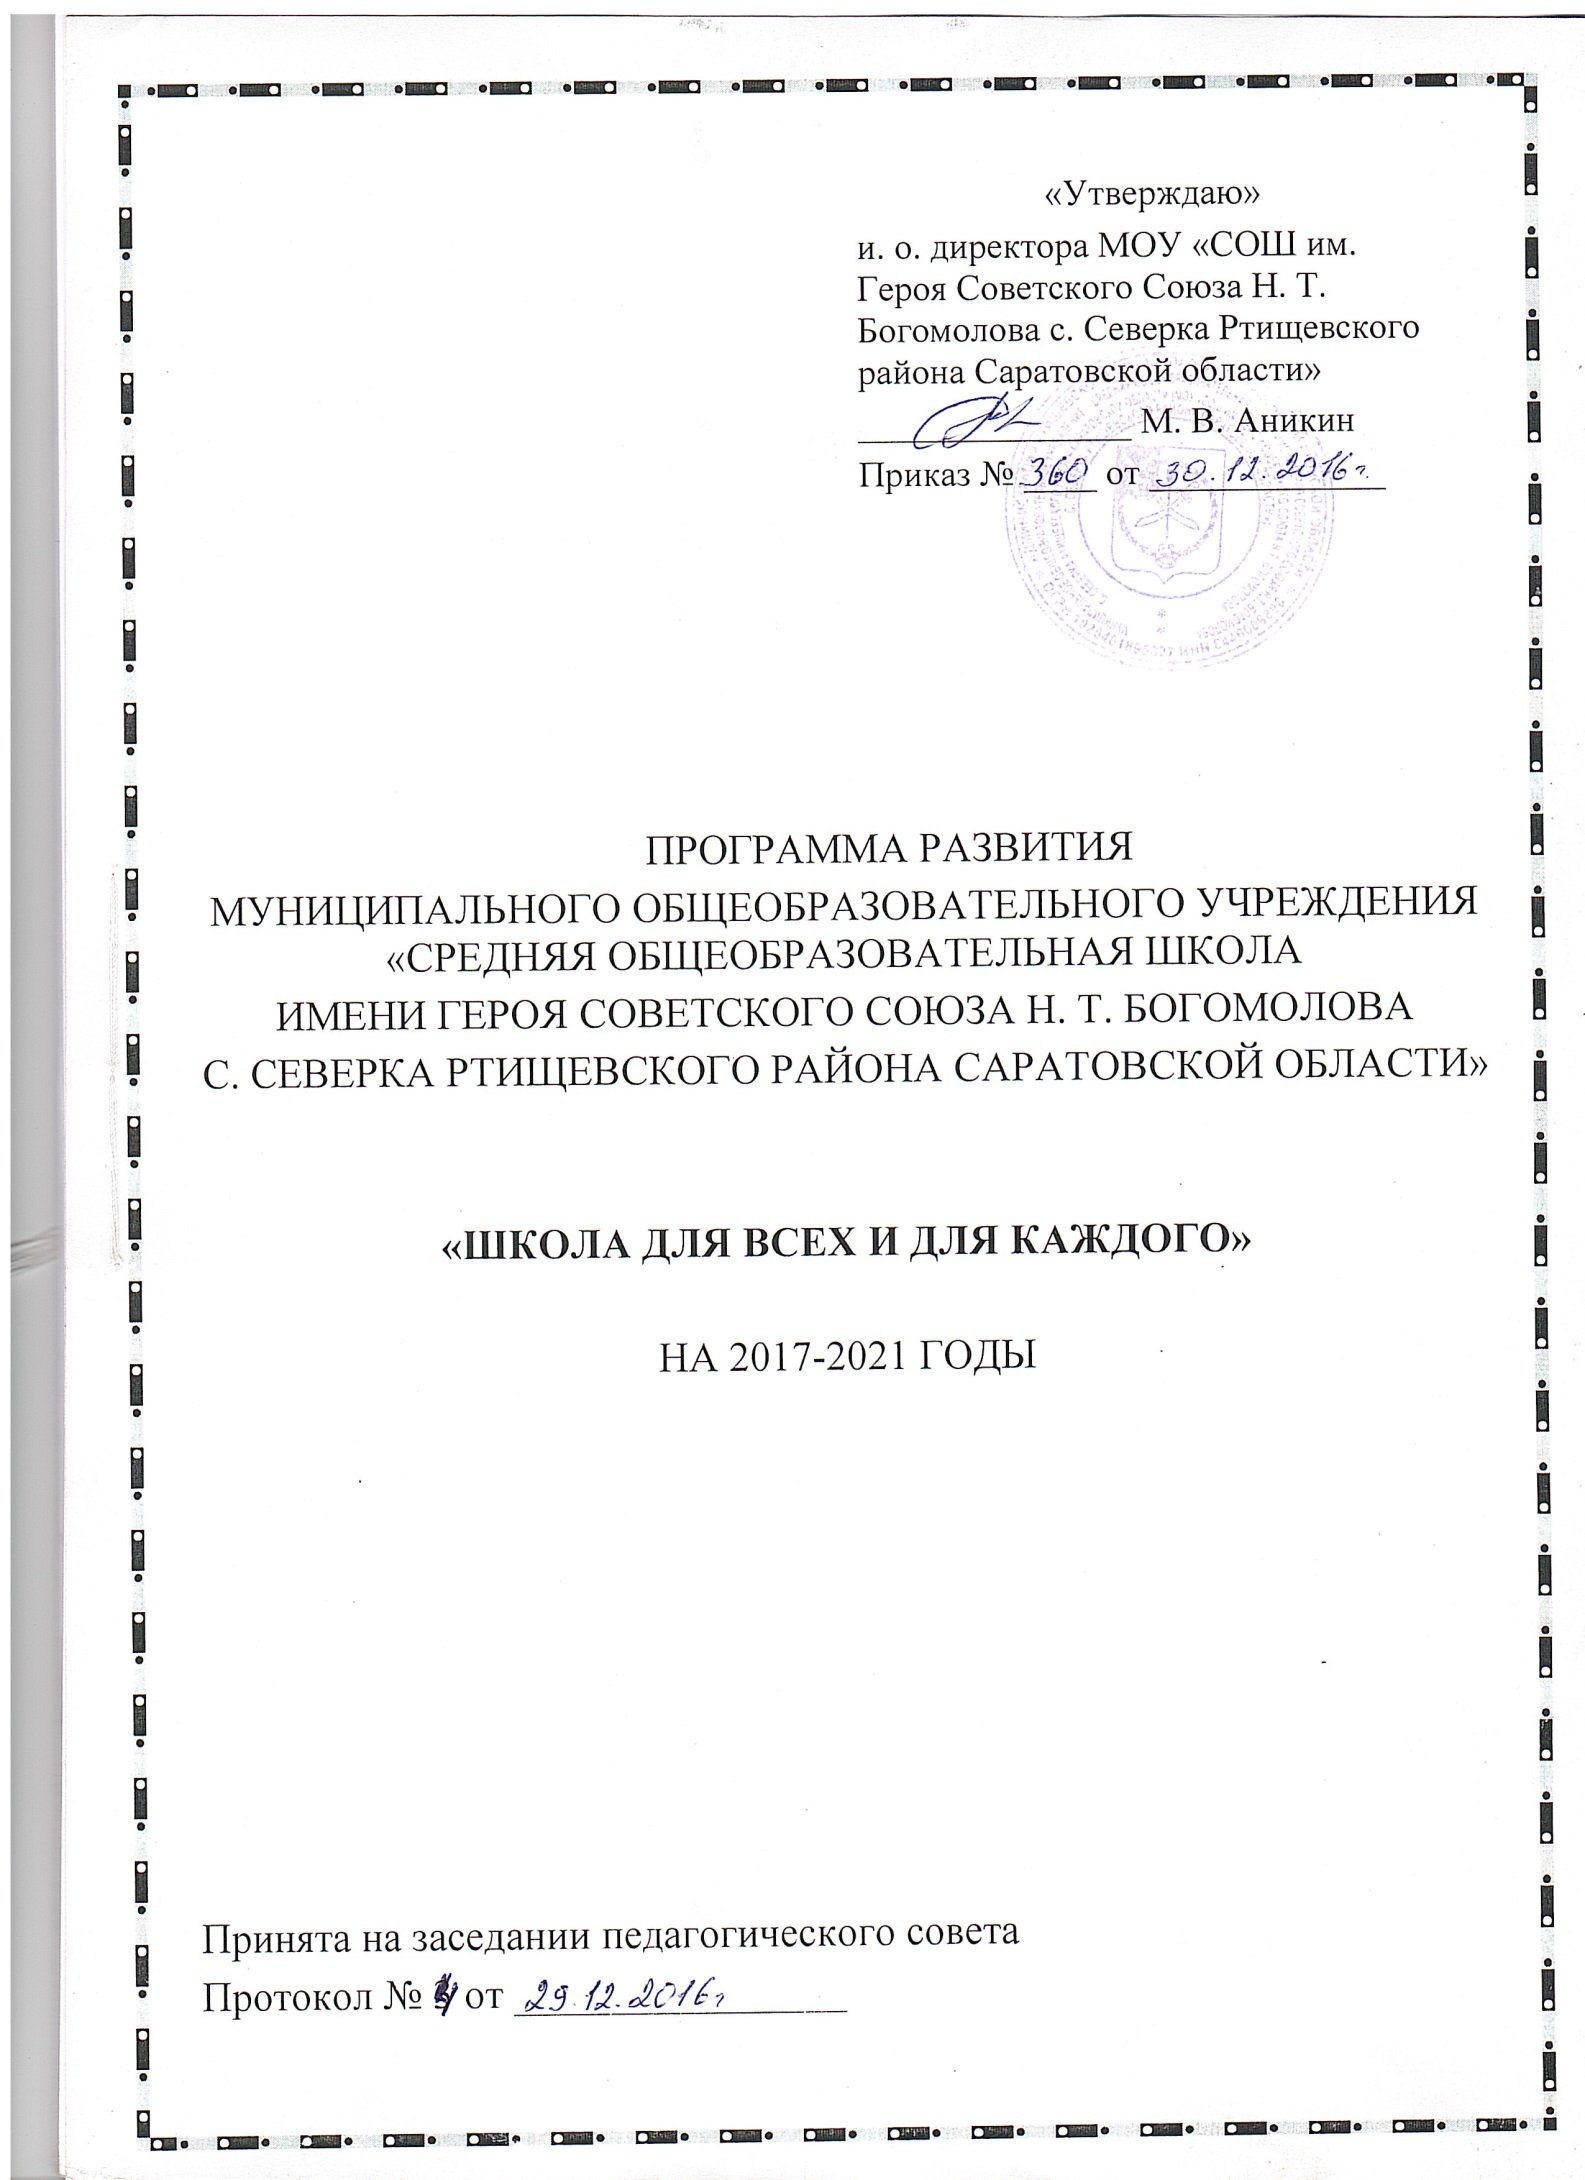 «Утверждаю»
и. о. директора МОУ «СОШ им.
Героя Советского Союза Н. Т.
Богомолова с. Северка Ртищевского
района Саратовской области»
М. В. Аникин
Приказ № 360 от 30.12.2016г.
ПРОГРАММА РАЗВИТИЯ
МУНИЦИПАЛЬНОГО ОБЩЕОБРАЗОВАТЕЛЬНОГО УЧРЕЖДЕНИЯ
«СРЕДНЯЯ ОБЩЕОБРАЗОВАТЕЛЬНАЯ ШКОЛА
ИМЕНИ ГЕРОЯ СОВЕТСКОГО СОЮЗА Н. Т. БОГОМОЛОВА
С. СЕВЕРКА РТИЩЕВСКОГО РАЙОНА САРАТОВСКОЙ ОБЛАСТИ»
«ШКОЛА ДЛЯ ВСЕХ И ДЛЯ КАЖДОГО»
НА 2017-2021 ГОДЫ
Принята на заседании педагогического совета
Протокол № от 29.12.2016г